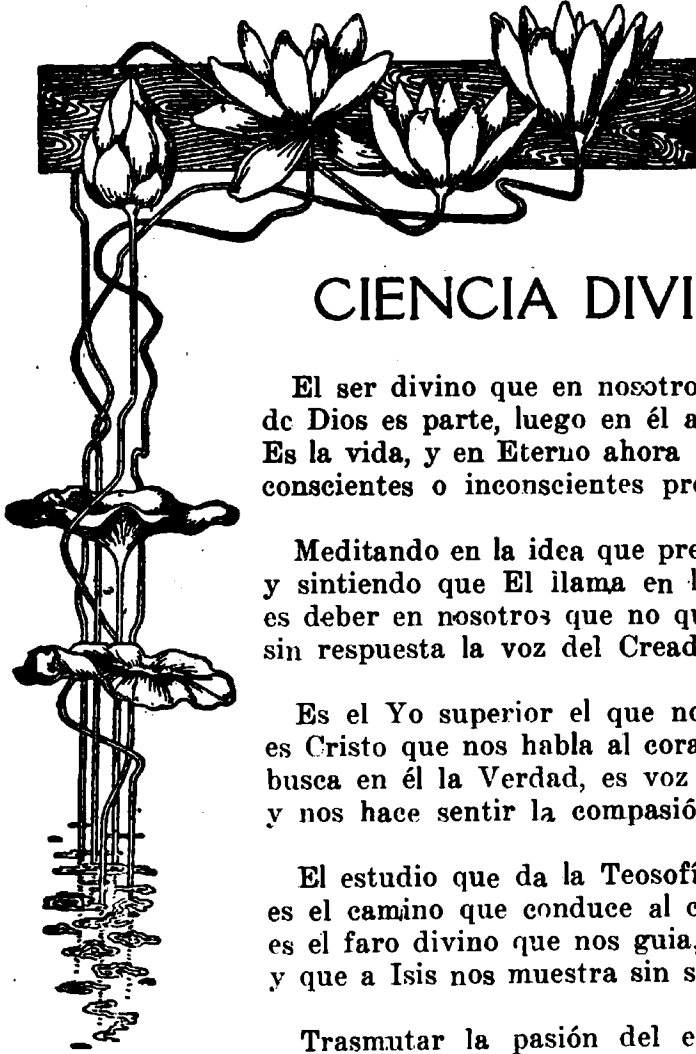 CIENCIA DIVI
El ser divino que en nosotro
de Dios es parte, luego en él a
Es la vida, y en Eterno ahora
conscientes o inconscientes pr
Meditando en la idea que pre
y sintiendo que El ilama en l
es deber en nosotros que no qu
sin respuesta la voz del Cread
Es el Yo superior el que no
es Cristo que nos habla al cora
busca en él la Verdad, es voz
y nos hace sentir la compasió
El estudio que da la Teosofí
es el camino que conduce al c
es el faro divino que nos guia,
y que a Isis nos muestra sin s
Trasmutar la pasión del e